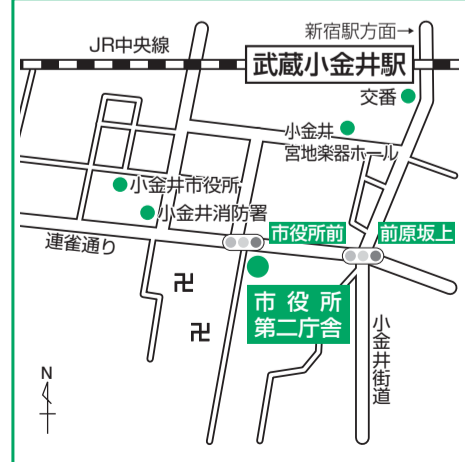 新宿駅方面→
JR中央線
武蔵小金井駅
交番
小金井
宮地楽器ホール
小金井市役所
小金井消防署
連雀通り
市役所前
前原坂上
市役所
第二庁舎
小金井街道
卍
卍
N